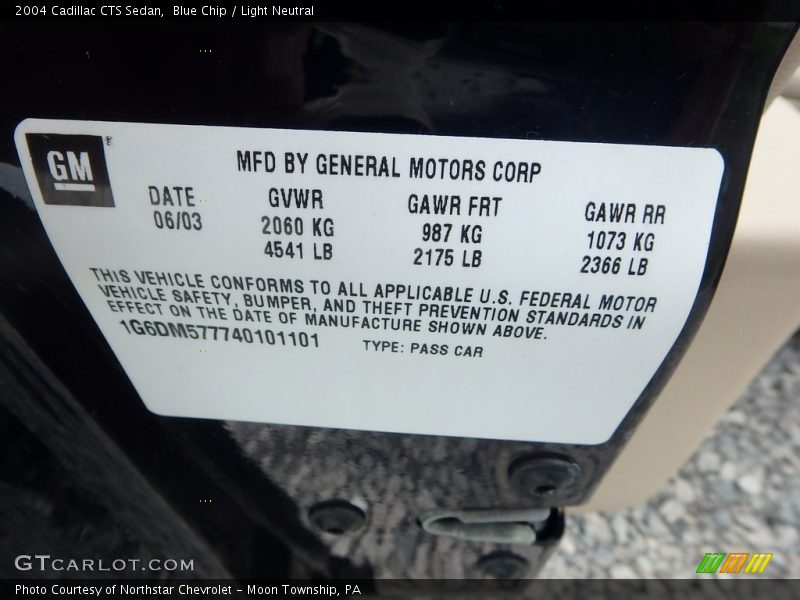 2004 Cadillac CTS Sedan,  Blue Chip / Light Neutral
GM®
MFD BY GENERAL MOTORS CORP
DATE GVWR GAWR FRT GAWR RR
06/03 2060 KG 987 KG 1073 KG
4541 LB 2175 LB 2366 LB
THIS VEHICLE CONFORMS TO ALL APPLICABLE U.S. FEDERAL MOTOR
VEHICLE SAFETY, BUMPER, AND THEFT PREVENTION STANDARDS IN
EFFECT ON THE DATE OF MANUFACTURE SHOWN ABOVE.
1G6DM577740101101 TYPE: PASS CAR
GTCARLOT.COM
Photo Courtesy of Northstar Chevrolet - Moon Township, PA